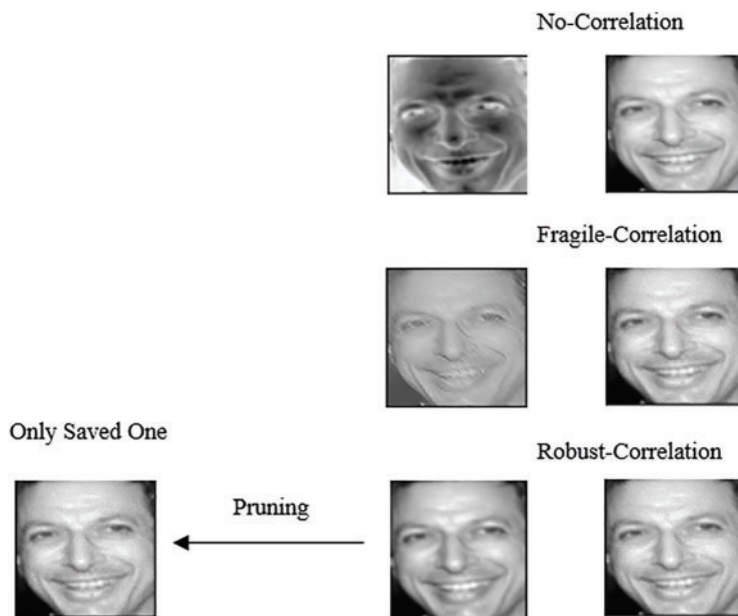 No-Correlation
Fragile-Correlation
Only Saved One
Robust-Correlation
Pruning